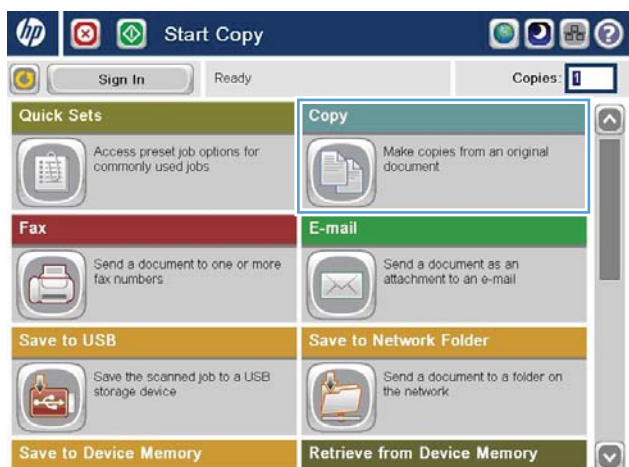 hp
Start Copy
?
Sign In
Ready
Copies: 1
Quick Sets
Access preset job options for
commonly used jobs
Copy
Make copies from an original
document
Fax
Send a document to one or more
fax numbers
E-mail
Send a document as an
attachment to an e-mail
Save to USB
Save the scanned job to a USB
storage device
Save to Network Folder
Send a document to a folder on
the network
Save to Device Memory
Retrieve from Device Memory